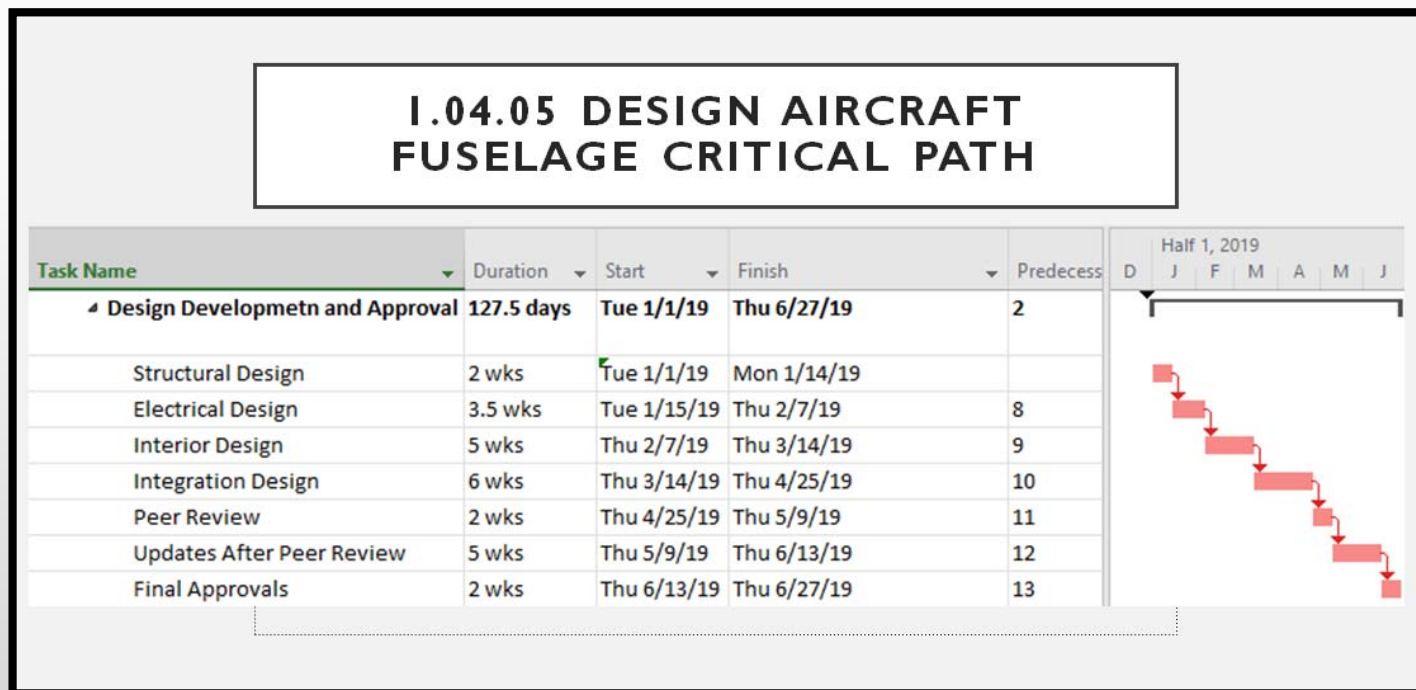 1.04.05 DESIGN AIRCRAFT
FUSELAGE CRITICAL PATH
Half 1, 2019
Task Name Duration Start Finish Predecess D J F M A M J
Design Developmetn and Approval 127.5 days Tue 1/1/19 Thu 6/27/19 2
Structural Design 2 wks Tue 1/1/19 Mon 1/14/19
Electrical Design 3.5 wks Tue 1/15/19 Thu 2/7/19 8
Interior Design 5 wks Thu 2/7/19 Thu 3/14/19 9
Integration Design 6 wks Thu 3/14/19 Thu 4/25/19 10
Peer Review 2 wks Thu 4/25/19 Thu 5/9/19 11
Updates After Peer Review 5 wks Thu 5/9/19 Thu 6/13/19 12
Final Approvals 2 wks Thu 6/13/19 Thu 6/27/19 13